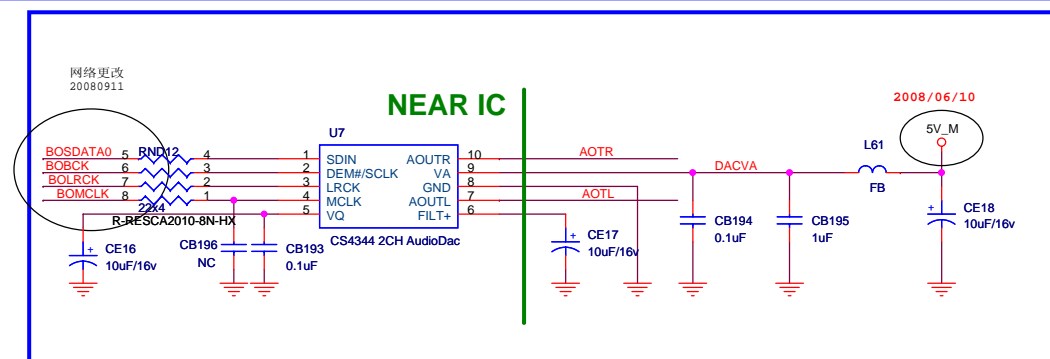 网络更改
20080911
NEAR IC
2008/06/10
5V_M
U7
L61
FB
BOSDATA0 5 RND12 4 1 SDIN AOUTR 10 AOTR
BOBCK 6 3 2 DEM#/SCLK VA 9 DACVA
BOLRCK 7 2 3 LRCK GND 8
BOMCLK 8 22x4 1 4 MCLK AOUTL 7 AOTL
R-RESCA2010-8N-HX 5 VQ FILT+ 6
CS4344 2CH AudioDac
+ CE16
10uF/16v
CB196
NC
CB193
0.1uF
+ CE17
10uF/16v
CB194
0.1uF
CB195
1uF
+ CE18
10uF/16v